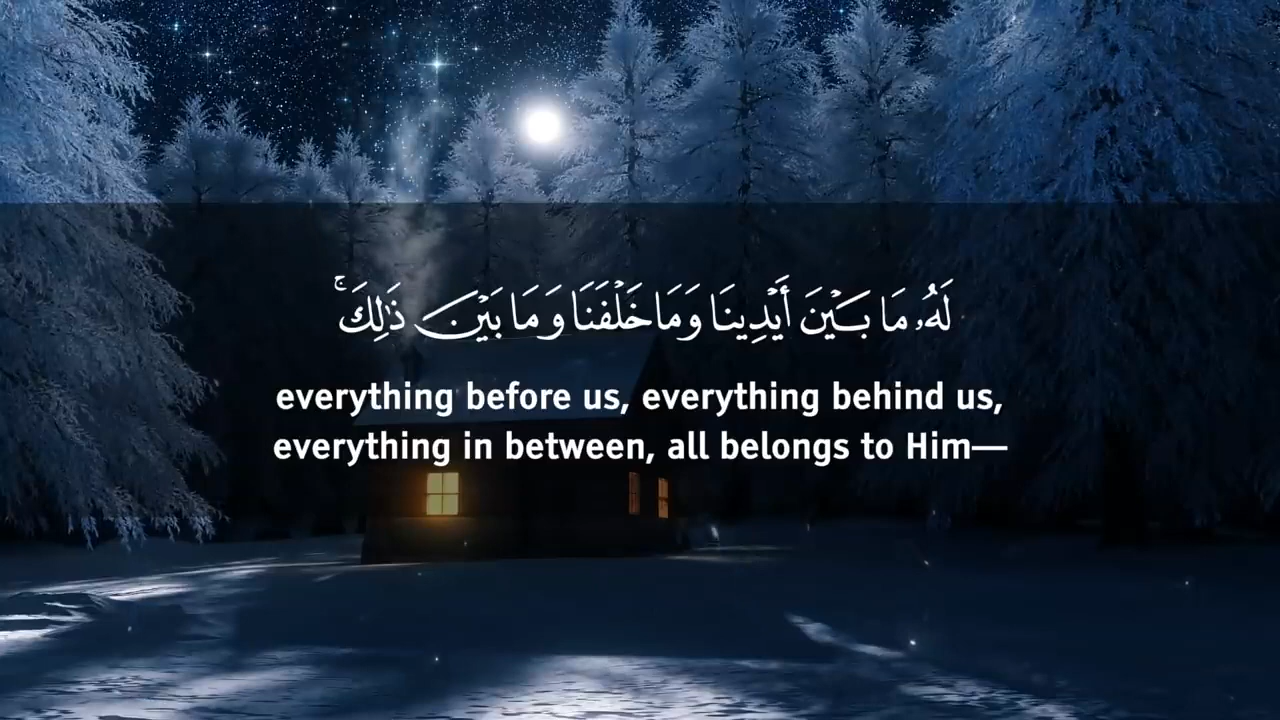 لَهُۥ مَا بَيْنَ أَيْدِينَا وَمَا خَلْفَنَا وَمَا بَيْنَ ذَٰلِكَ ۚ
everything before us, everything behind us,
everything in between, all belongs to Him—